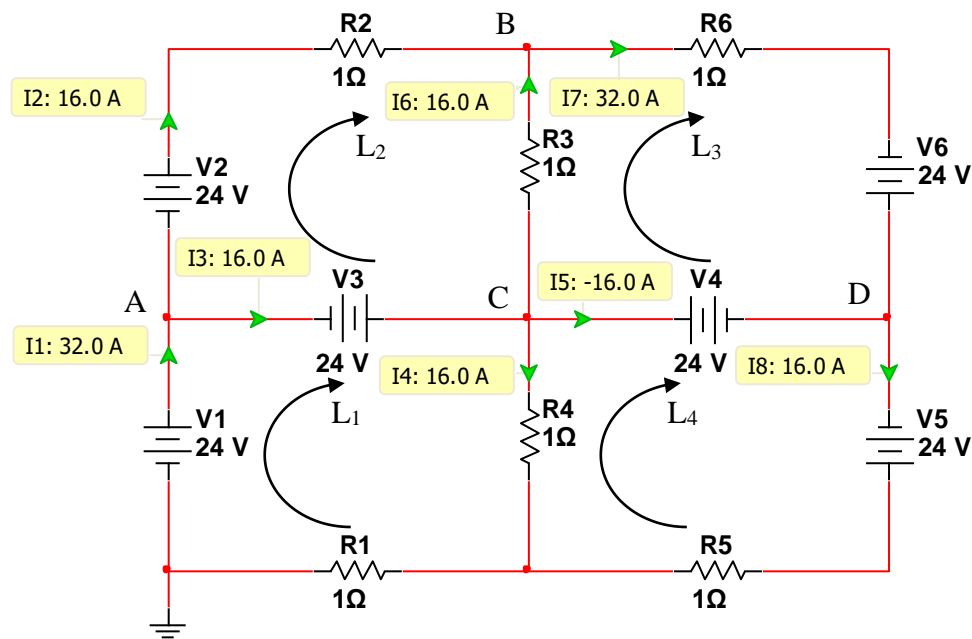 R2
B
R6
1Ω
1Ω
I2: 16.0 A
I6: 16.0 A
I7: 32.0 A
L2
R3
1Ω
L3
V6
24 V
V2
24 V
I3: 16.0 A
V3
I5: -16.0 A
V4
A
C
D
I1: 32.0 A
24 V
I4: 16.0 A
24 V
I8: 16.0 A
L1
R4
1Ω
L4
V1
24 V
V5
24 V
R1
1Ω
R5
1Ω